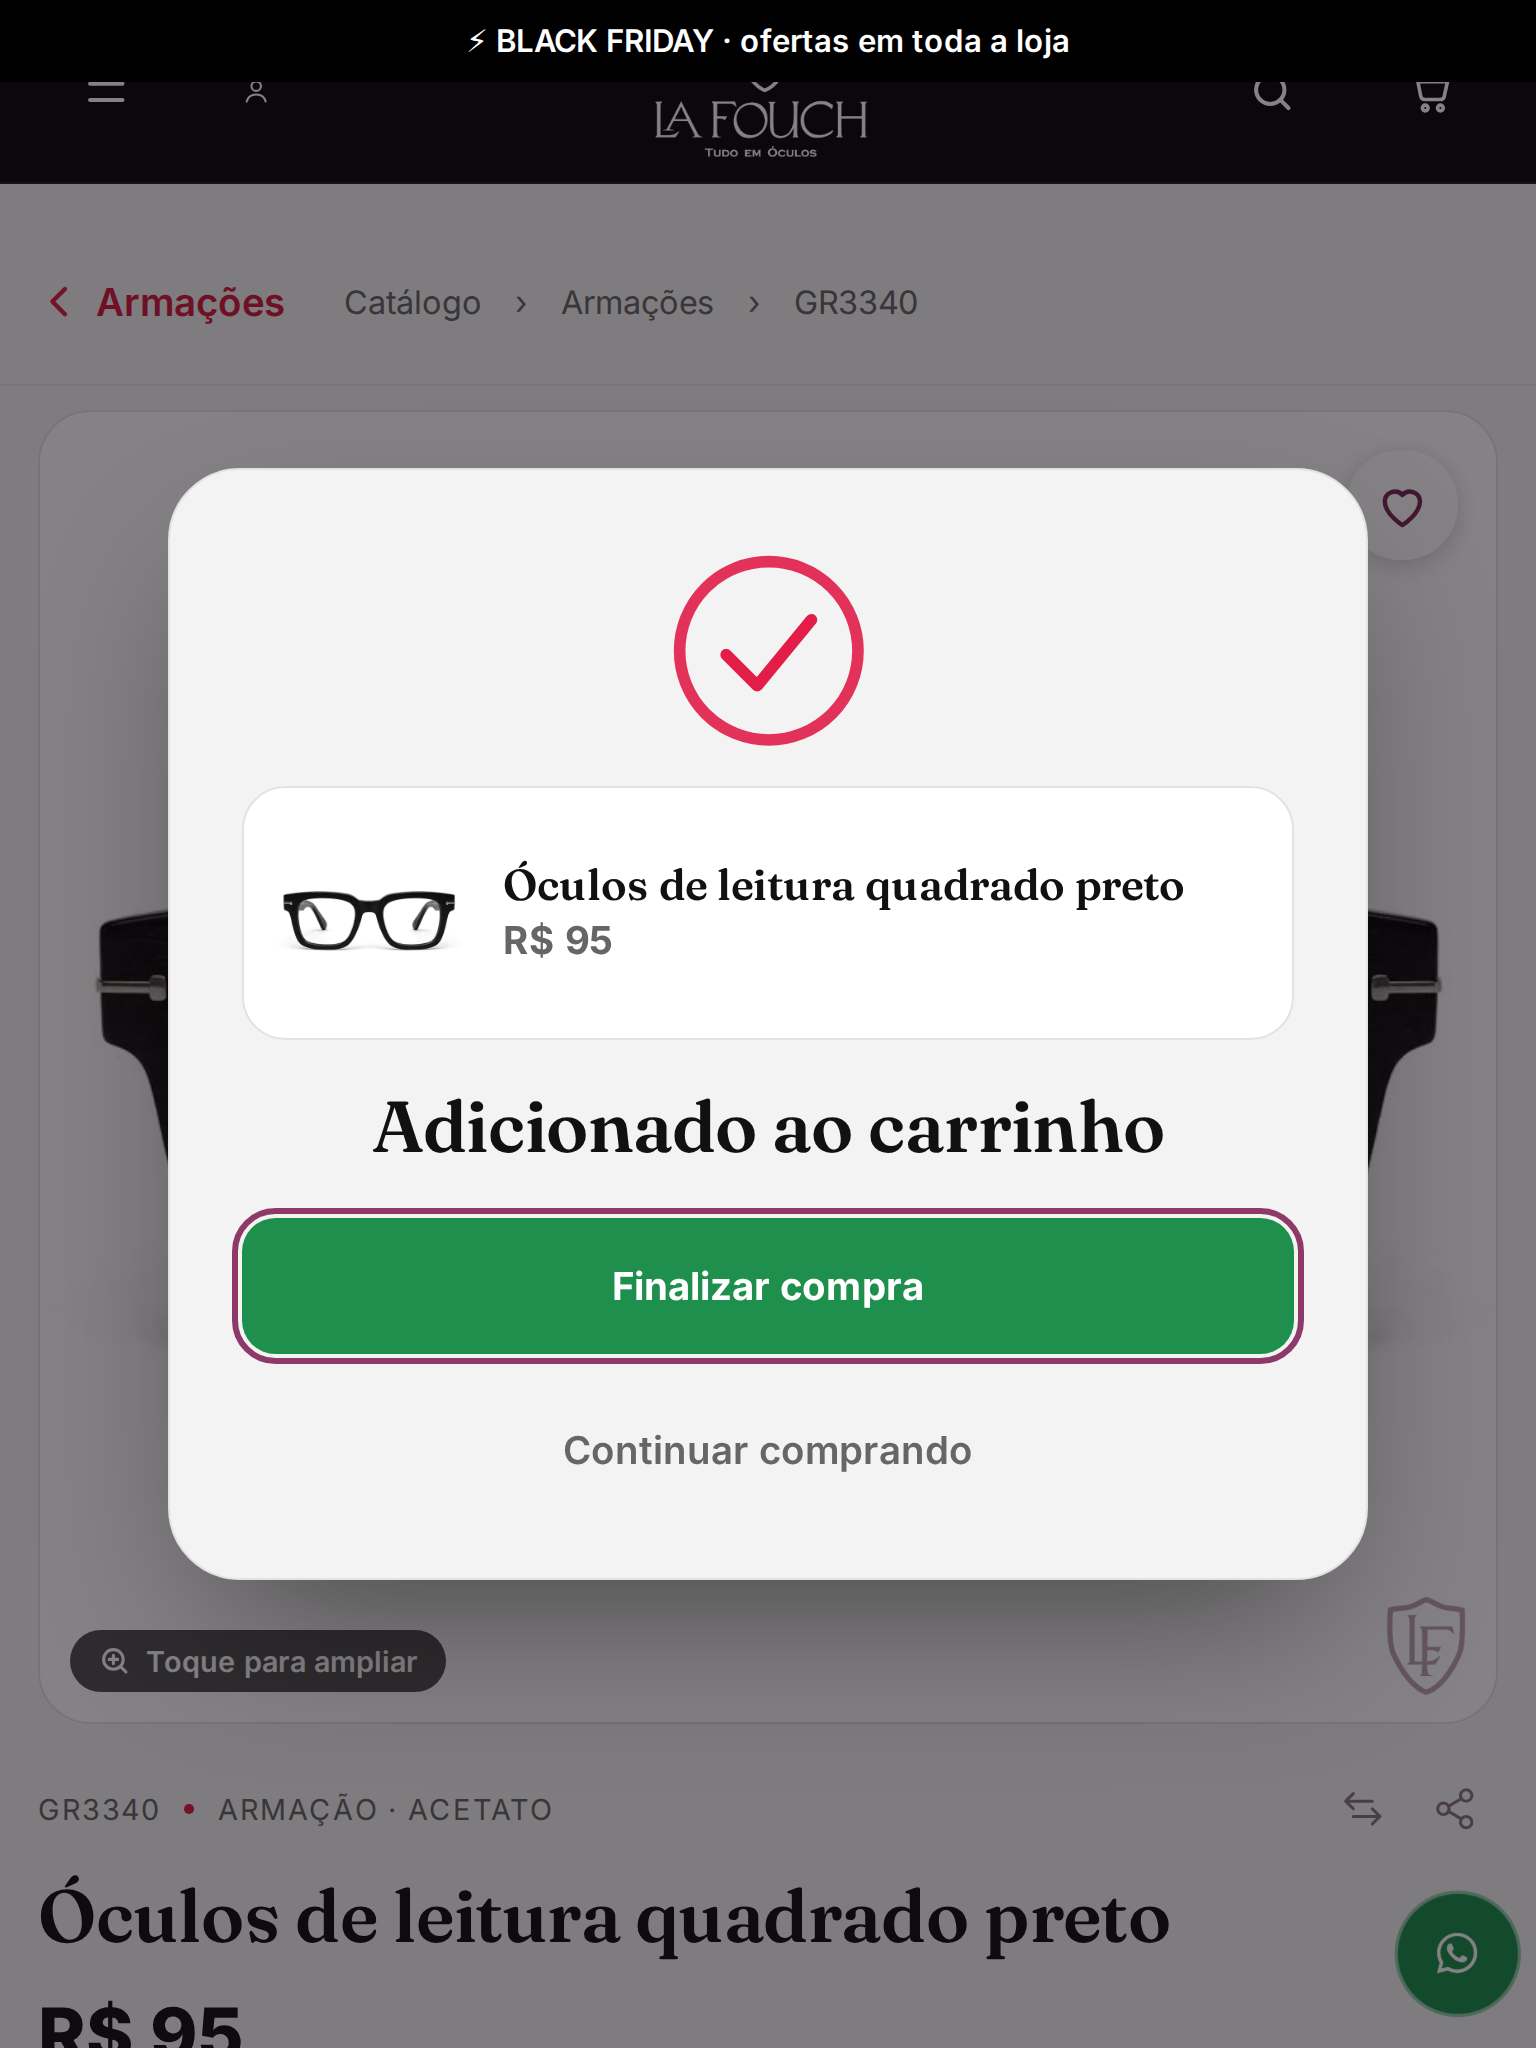 ⚡ BLACK FRIDAY · ofertas em toda a loja
LA FOUCH
TUDO EM ÓCULOS
Armações
Catálogo › Armações › GR3340
Óculos de leitura quadrado preto
R$ 95
Adicionado ao carrinho
Finalizar compra
Continuar comprando
Toque para ampliar
LF
GR3340 • ARMAÇÃO · ACETATO
Óculos de leitura quadrado preto
R$ 95